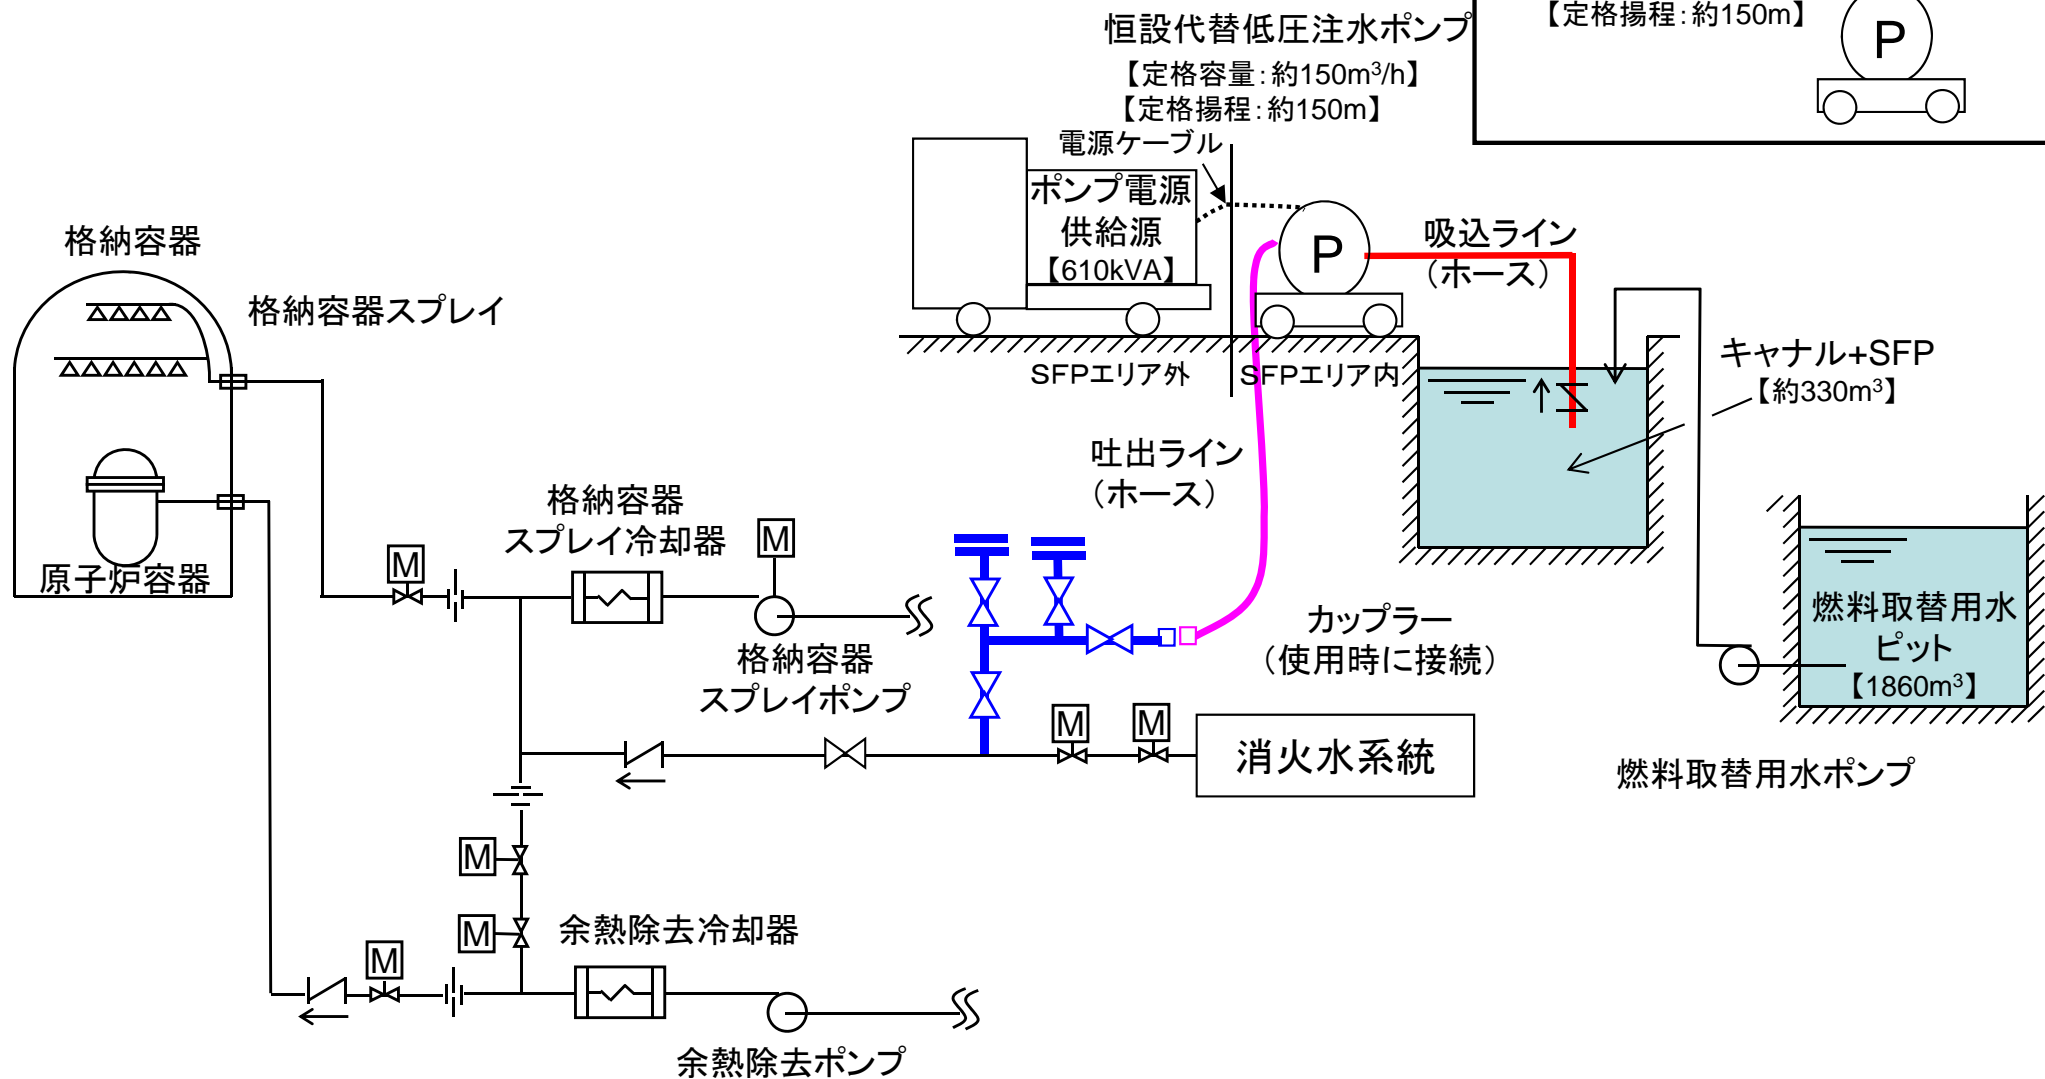 【定格揚程：約150m】
P
恒設代替低圧注水ポンプ
【定格容量：約150m³/h】
【定格揚程：約150m】
電源ケーブル
ポンプ電源
供給源
【610kVA】
P
吸込ライン
（ホース）
格納容器
格納容器スプレイ
SFPエリア外
SFPエリア内
キャナル+SFP
【約330m³】
吐出ライン
（ホース）
格納容器
スプレイ冷却器
M
M
原子炉容器
カップラー
（使用時に接続）
燃料取替用水
ピット
【1860m³】
格納容器
スプレイポンプ
M
M
消火水系統
燃料取替用水ポンプ
M
M
余熱除去冷却器
M
余熱除去ポンプ